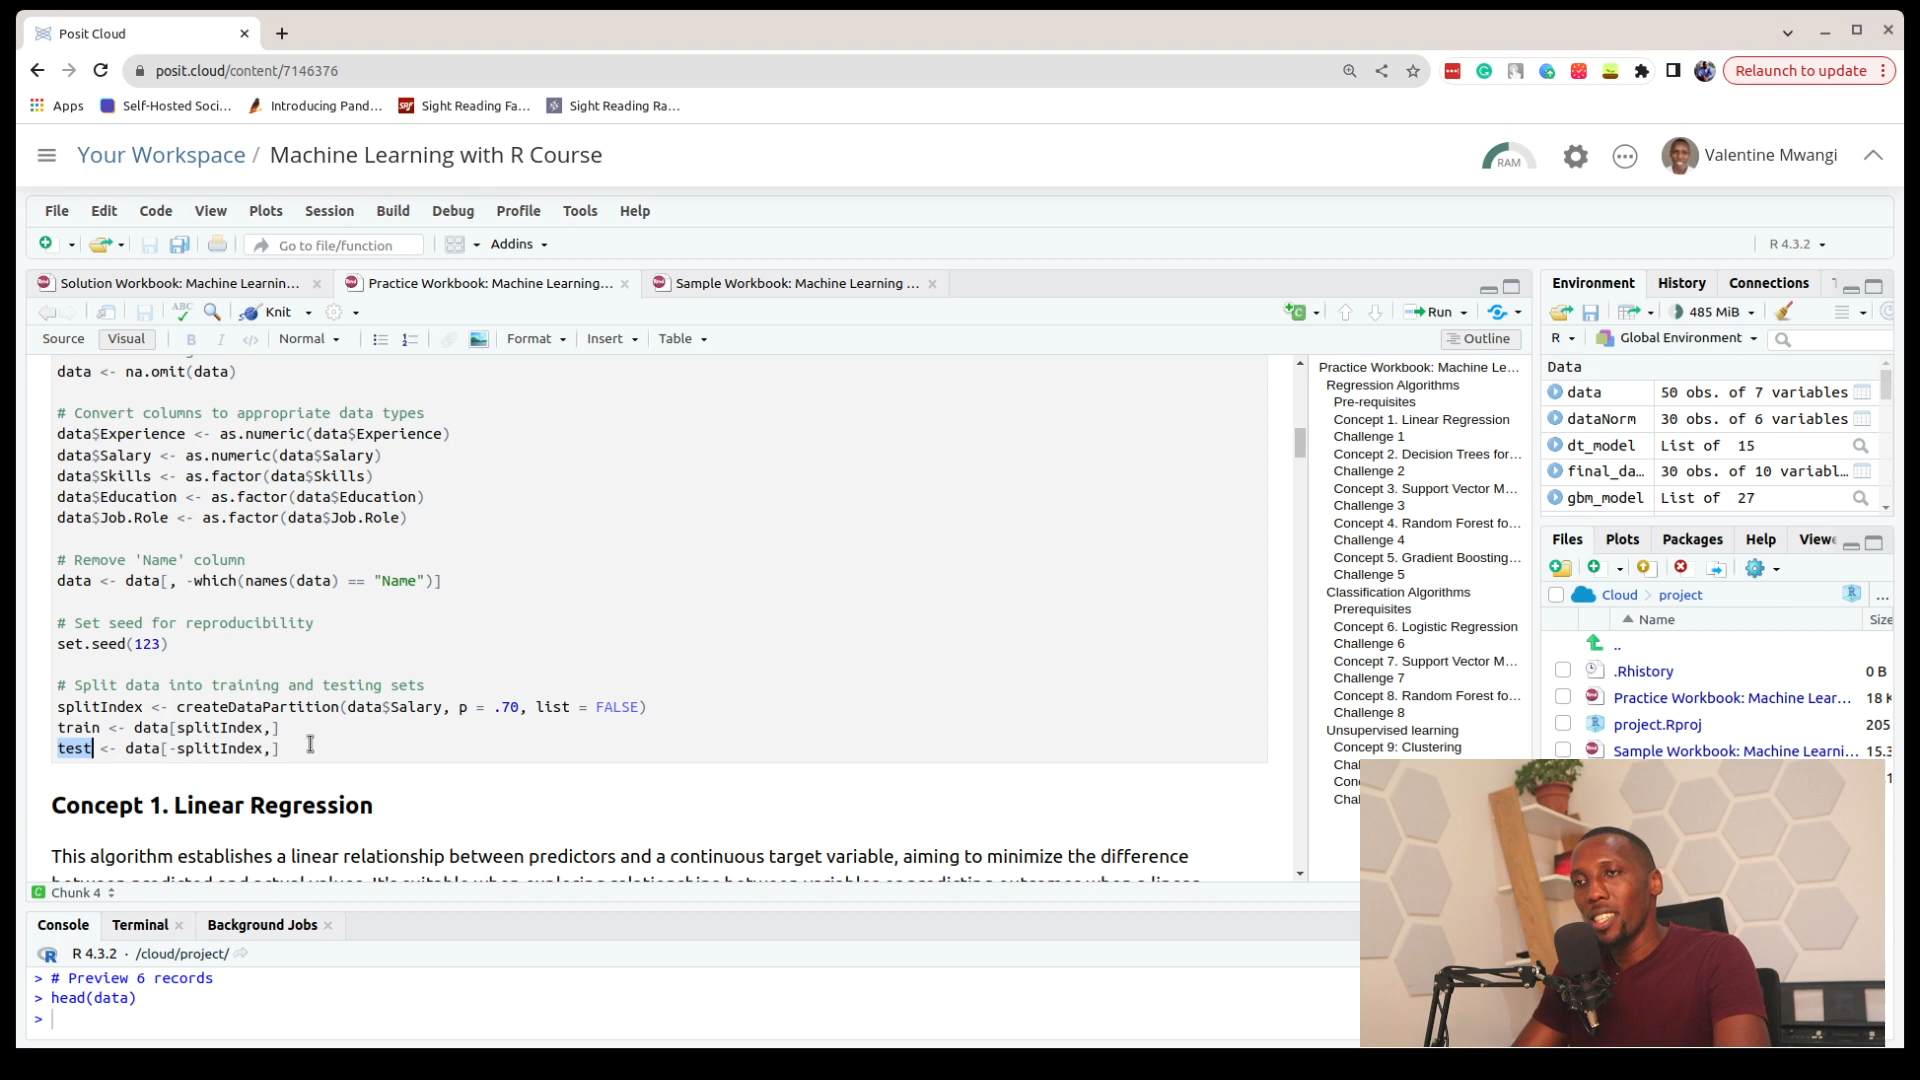 Posit Cloud
posit.cloud/content/7146376
Relaunch to update
Apps
Self-Hosted Soci...
Introducing Pand...
Sight Reading Fa...
Sight Reading Ra...
Your Workspace / Machine Learning with R Course
RAM
Valentine Mwangi
File Edit Code View Plots Session Build Debug Profile Tools Help
Go to file/function
Addins
R 4.3.2
Solution Workbook: Machine Learnin...
Practice Workbook: Machine Learning...
Sample Workbook: Machine Learning ...
ABC
Knit
Run
Source Visual B I </> Normal Format Insert Table Outline
data <- na.omit(data)
# Convert columns to appropriate data types
data$Experience <- as.numeric(data$Experience)
data$Salary <- as.numeric(data$Salary)
data$Skills <- as.factor(data$Skills)
data$Education <- as.factor(data$Education)
data$Job.Role <- as.factor(data$Job.Role)
# Remove 'Name' column
data <- data[, -which(names(data) == "Name")]
# Set seed for reproducibility
set.seed(123)
# Split data into training and testing sets
splitIndex <- createDataPartition(data$Salary, p = .70, list = FALSE)
train <- data[splitIndex,]
test <- data[-splitIndex,]
Concept 1. Linear Regression
This algorithm establishes a linear relationship between predictors and a continuous target variable, aiming to minimize the difference
Chunk 4
Practice Workbook: Machine Le...
Regression Algorithms
Pre-requisites
Concept 1. Linear Regression
Challenge 1
Concept 2. Decision Trees for...
Challenge 2
Concept 3. Support Vector M...
Challenge 3
Concept 4. Random Forest fo...
Challenge 4
Concept 5. Gradient Boosting...
Challenge 5
Classification Algorithms
Prerequisites
Concept 6. Logistic Regression
Challenge 6
Concept 7. Support Vector M...
Challenge 7
Concept 8. Random Forest fo...
Challenge 8
Unsupervised learning
Concept 9: Clustering
Cha
Con
Cha
Console Terminal Background Jobs
R 4.3.2 · /cloud/project/
> # Preview 6 records
> head(data)
>
Environment History Connections
485 MiB
R Global Environment
Data
data 50 obs. of 7 variables
dataNorm 30 obs. of 6 variables
dt_model List of 15
final_da... 30 obs. of 10 variabl...
gbm_model List of 27
Files Plots Packages Help View
Cloud > project ...
Name Size
..
.Rhistory 0 B
Practice Workbook: Machine Lear... 18 K
project.Rproj 205
Sample Workbook: Machine Learni... 15.3